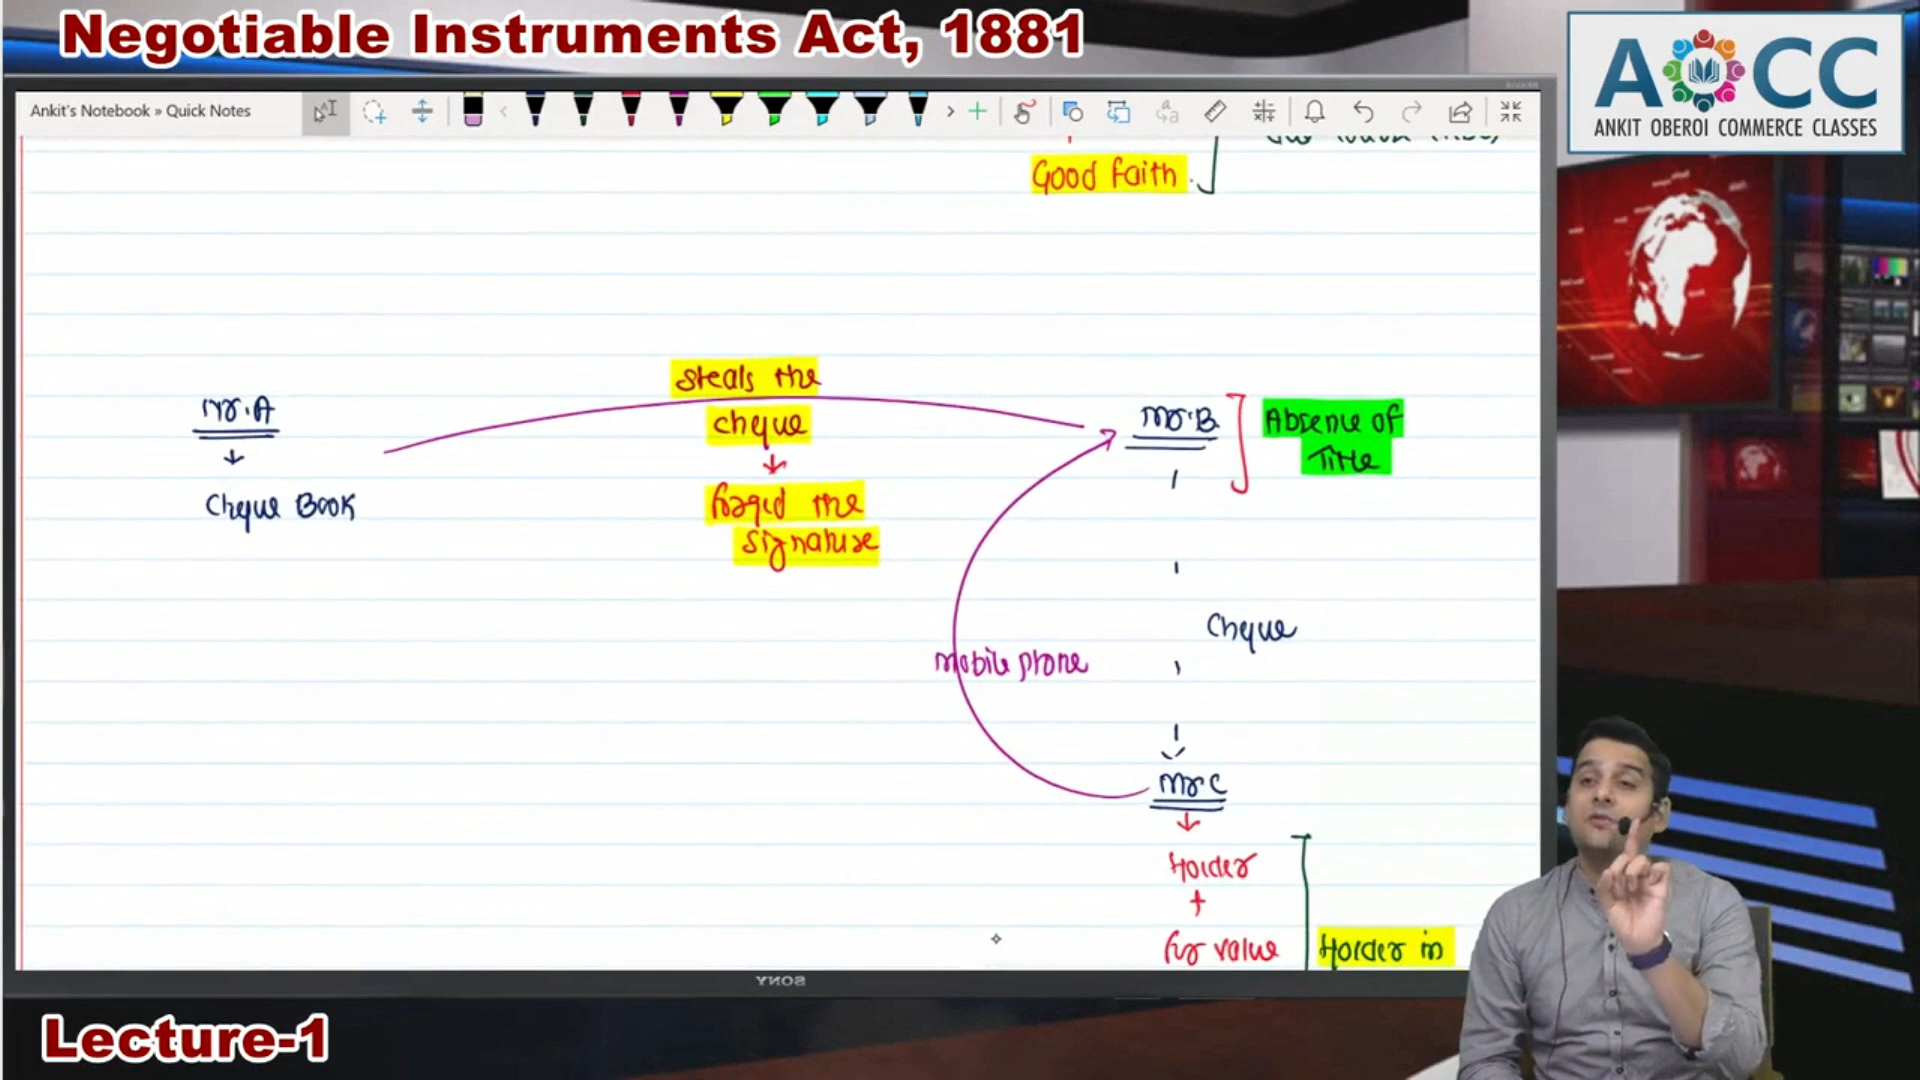 Negotiable Instruments Act, 1881
AOCC
ANKIT OBEROI COMMERCE CLASSES
Ankit's Notebook » Quick Notes
Good faith.
Steals the
Cheque
forged the
Signature
Mr. A
Cheque Book
Mr. B
Absence of
Title
Cheque
Mobile phone
Mr C
Holder
+
for value
Holder in
SONY
Lecture-1